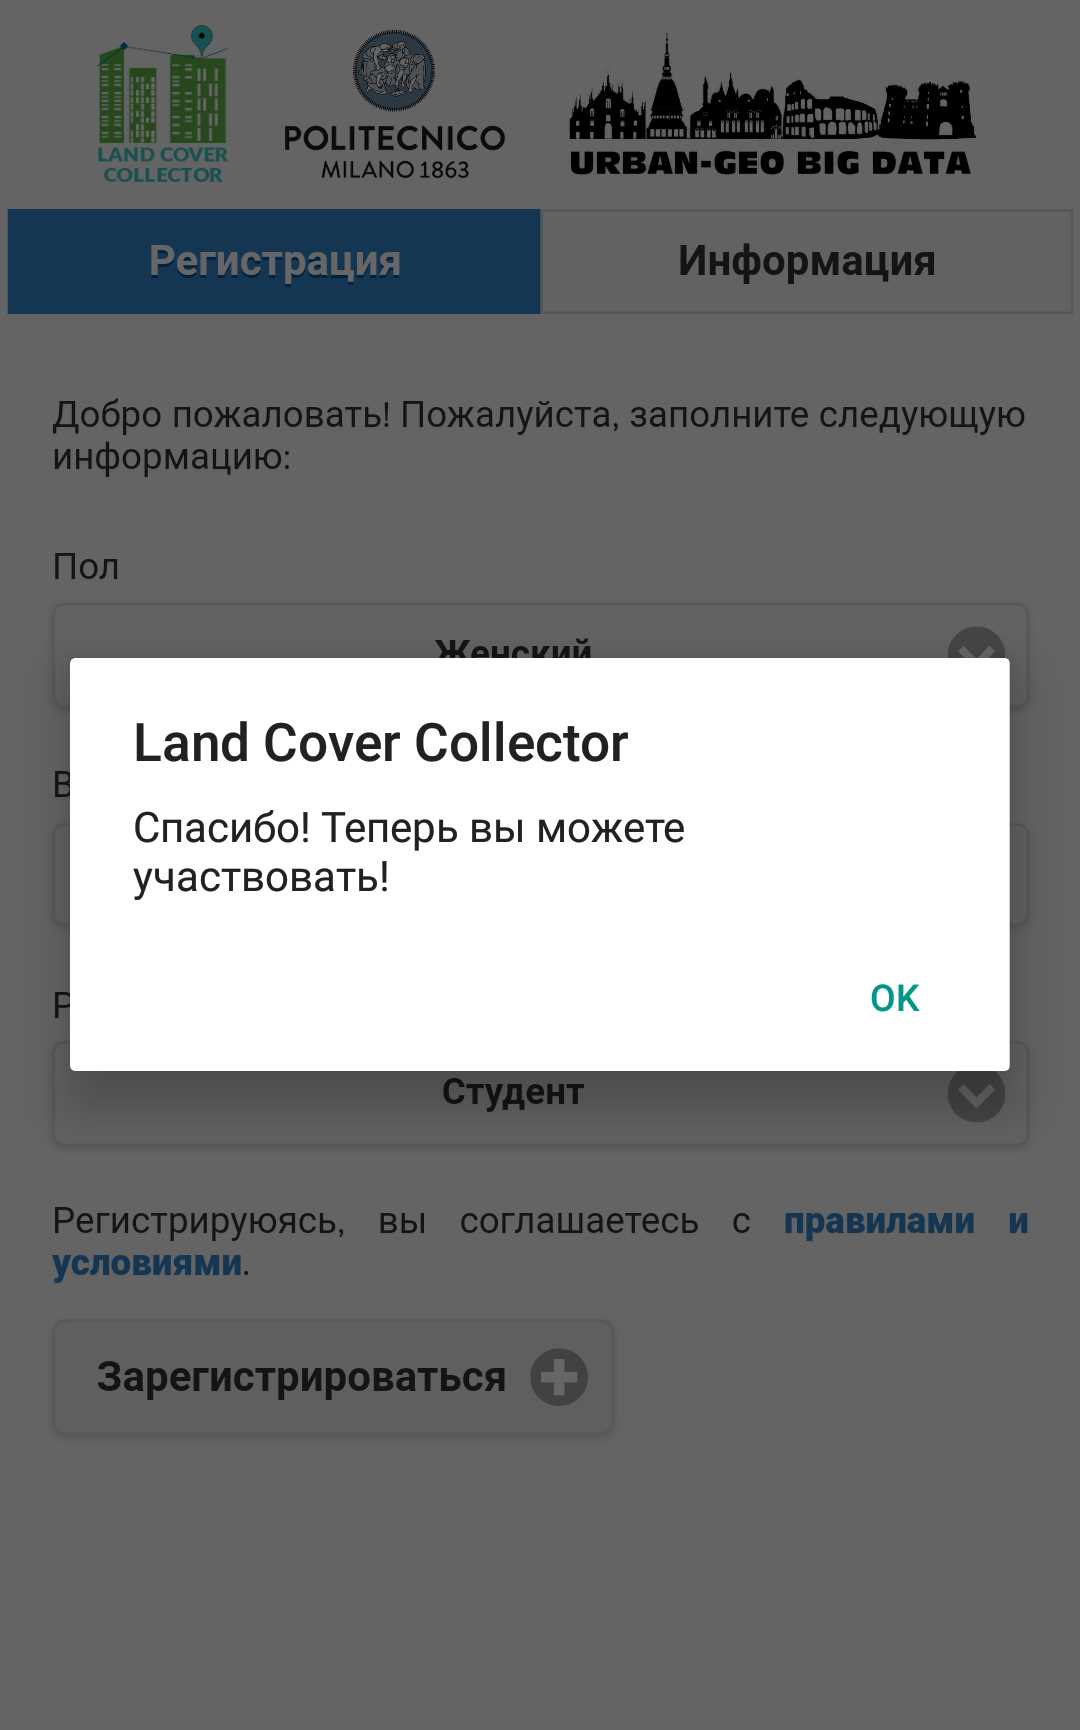 LAND COVER
COLLECTOR
POLITECNICO
MILANO 1863
URBAN-GEO BIG DATA
Регистрация
Информация
Добро пожаловать! Пожалуйста, заполните следующую
информацию:
Пол
Женский
Land Cover Collector
Спасибо! Теперь вы можете
участвовать!
OK
Студент
Регистрируюясь, вы соглашаетесь с правилами и
условиями.
Зарегистрироваться